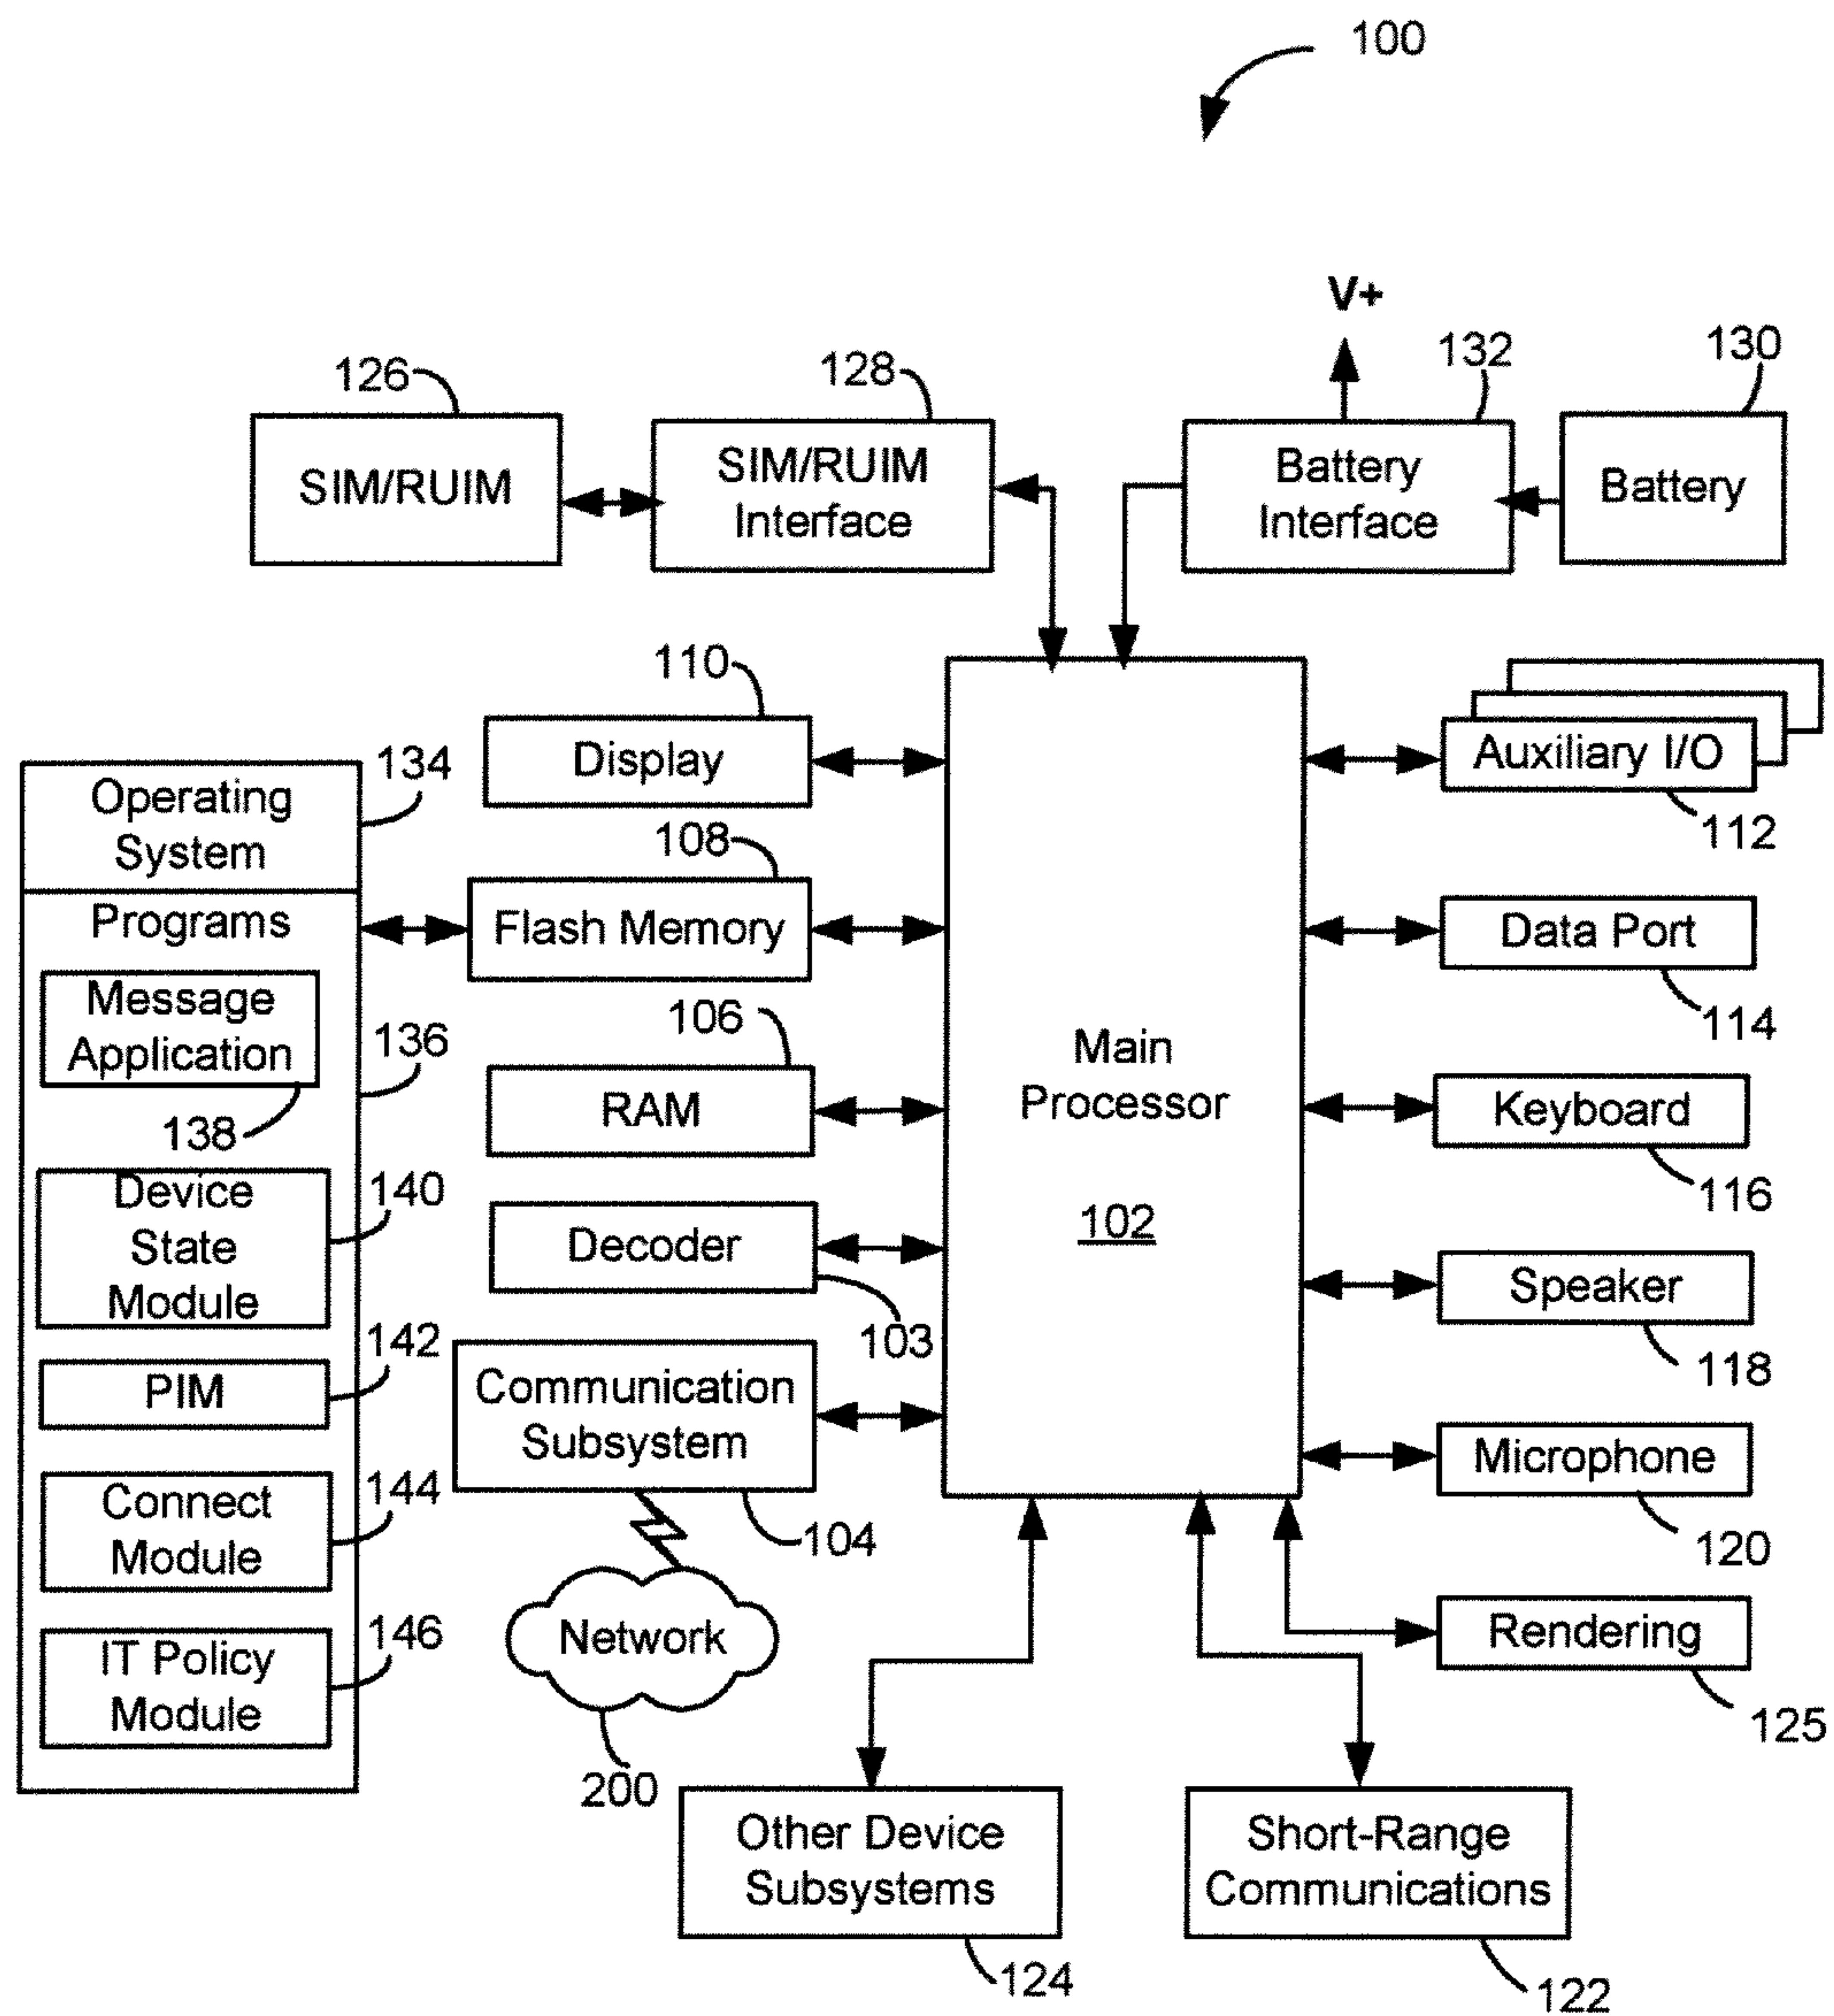 100
V+
126
128
132
130
SIM/RUIM
SIM/RUIM
Interface
Battery
Interface
Battery
110
Display
Auxiliary I/O
112
134
Operating
System
108
Flash Memory
Programs
Data Port
114
Message
Application
138
136
106
RAM
Main
Processor
102
Keyboard
116
Device
State
Module
140
Decoder
103
Speaker
118
PIM
142
Communication
Subsystem
104
Microphone
120
Connect
Module
144
Network
200
Rendering
125
IT Policy
Module
146
Other Device
Subsystems
124
Short-Range
Communications
122